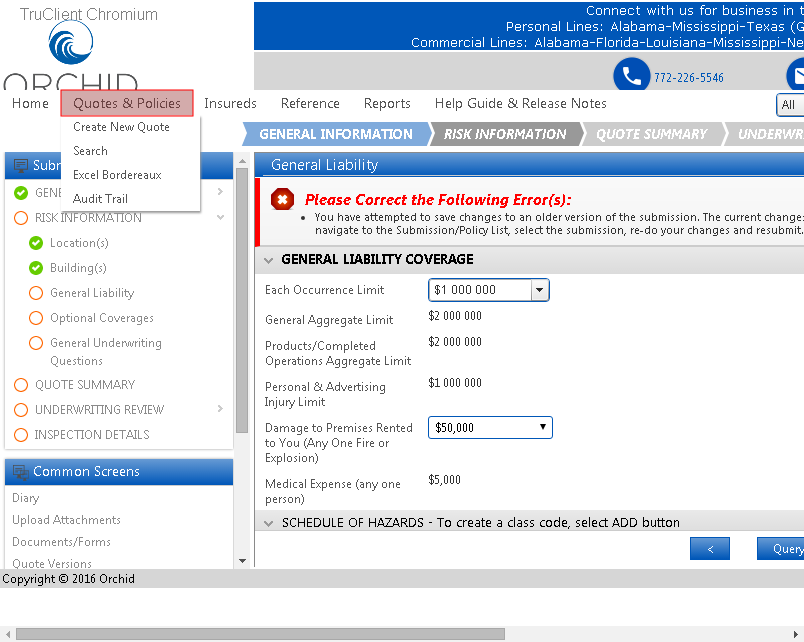 TruClient Chromium
Connect with us for business in
Personal Lines: Alabama-Mississippi-Texas
Commercial Lines: Alabama-Florida-Louisiana-Mississippi-Ne
ORCHID
772-226-5546
Home Quotes & Policies Insureds Reference Reports Help Guide & Release Notes All
Create New Quote
Search
Excel Bordereaux
Audit Trail
GENERAL INFORMATION RISK INFORMATION QUOTE SUMMARY UNDERWR
Subm
GENE
RISK INFORMATION
Location(s)
Building(s)
General Liability
Optional Coverages
General Underwriting
Questions
QUOTE SUMMARY
UNDERWRITING REVIEW
INSPECTION DETAILS
Common Screens
Diary
Upload Attachments
Documents/Forms
Quote Versions
General Liability
Please Correct the Following Error(s):
• You have attempted to save changes to an older version of the submission. The current change
navigate to the Submission/Policy List, select the submission, re-do your changes and resubmit.
GENERAL LIABILITY COVERAGE
Each Occurrence Limit $1 000 000
General Aggregate Limit $2 000 000
Products/Completed
Operations Aggregate Limit $2 000 000
Personal & Advertising
Injury Limit $1 000 000
Damage to Premises Rented
to You (Any One Fire or
Explosion) $50,000
Medical Expense (any one
person) $5,000
SCHEDULE OF HAZARDS - To create a class code, select ADD button
< Query
Copyright © 2016 Orchid